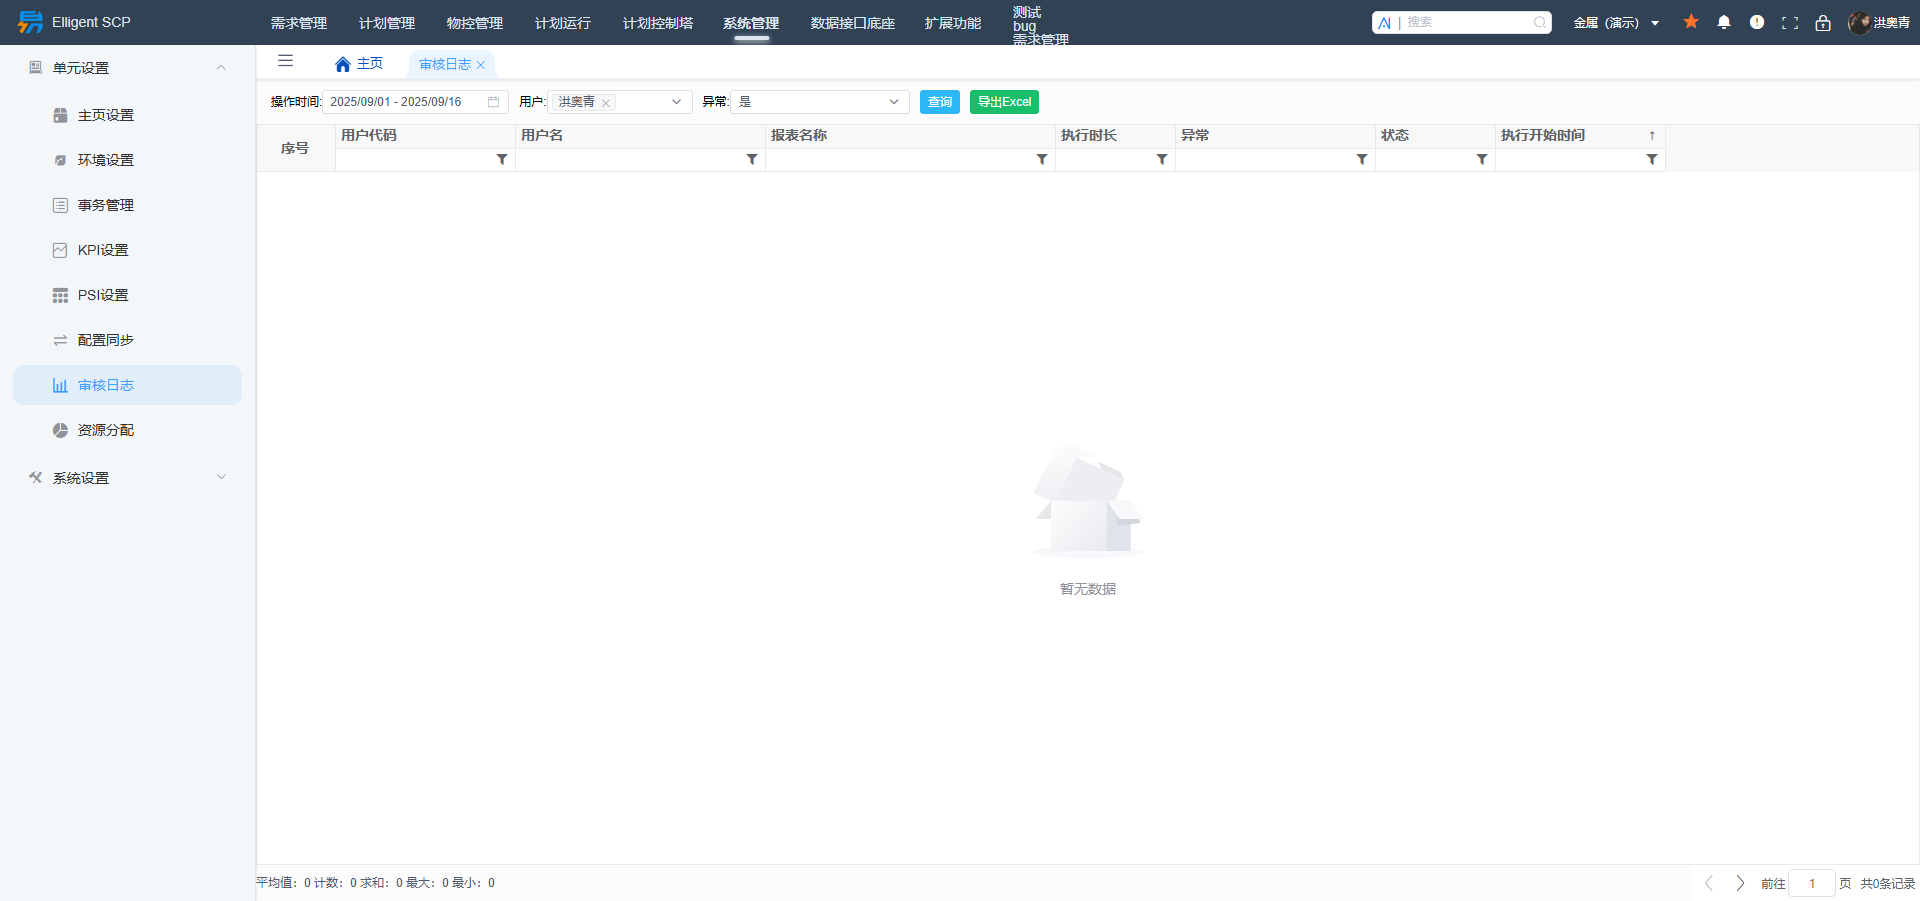 Elligent SCP
需求管理
计划管理
物控管理
计划运行
计划控制塔
系统管理
数据接口底座
扩展功能
测试
bug
需求管理
AI | 搜索
金属（演示）
洪奥青
单元设置
主页设置
环境设置
事务管理
KPI设置
PSI设置
配置同步
审核日志
资源分配
系统设置
主页
审核日志
操作时间: 2025/09/01 - 2025/09/16 用户: 洪奥青 异常: 是 查询 导出Excel
序号 用户代码 用户名 报表名称 执行时长 异常 状态 执行开始时间
暂无数据
平均值：0 计数：0 求和：0 最大：0 最小：0
前往 1 页 共0条记录